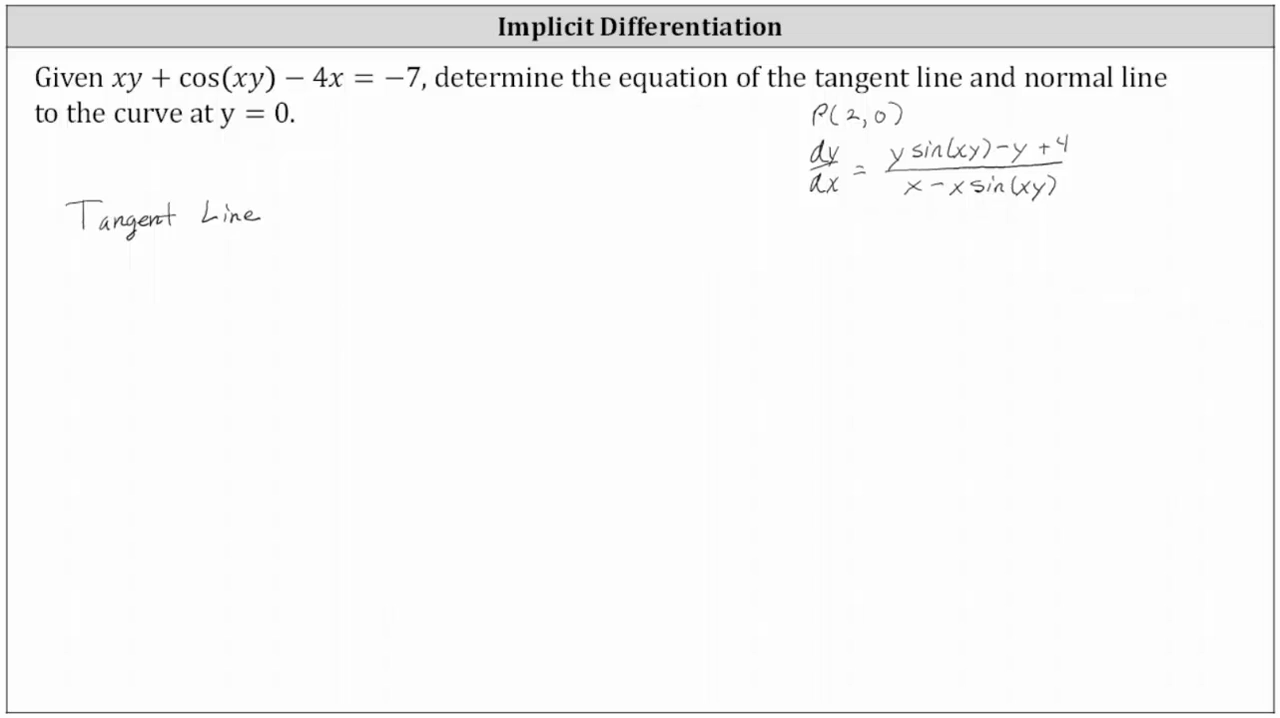 Implicit Differentiation
Given xy + cos(xy) − 4x = −7, determine the equation of the tangent line and normal line
to the curve at y = 0.
P(2,0)
dy/dx = (y sin(xy) − y + 4)/(x − x sin(xy))
Tangent Line